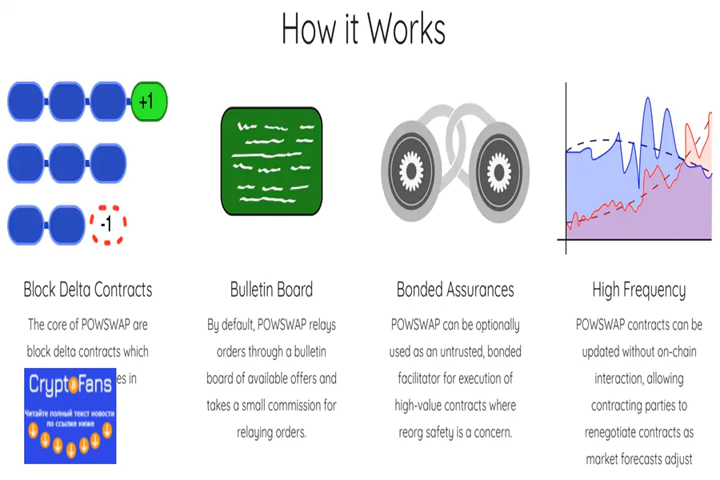 How it Works
+1
-1
Block Delta Contracts
The core of POWSWAP are
block delta contracts which
es in
CryptoFans
Читайте полный текст новости
по ссылке ниже
Bulletin Board
By default, POWSWAP relays
orders through a bulletin
board of available offers and
takes a small commission for
relaying orders.
Bonded Assurances
POWSWAP can be optionally
used as an untrusted, bonded
facilitator for execution of
high-value contracts where
reorg safety is a concern.
High Frequency
POWSWAP contracts can be
updated without on-chain
interaction, allowing
contracting parties to
renegotiate contracts as
market forecasts adjust